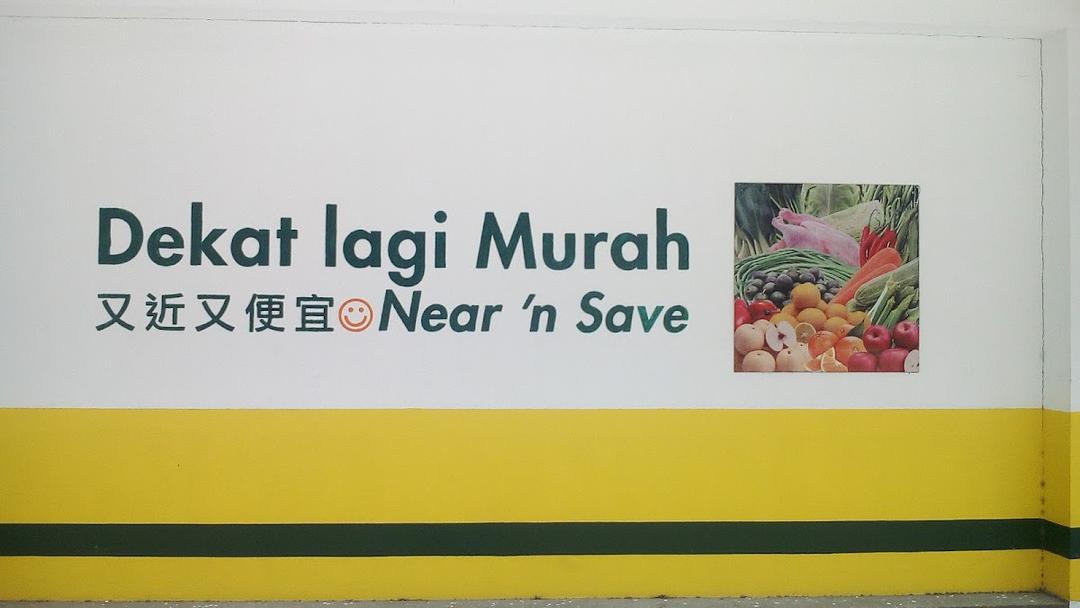 Dekat lagi Murah
又近又便宜 Near 'n Save